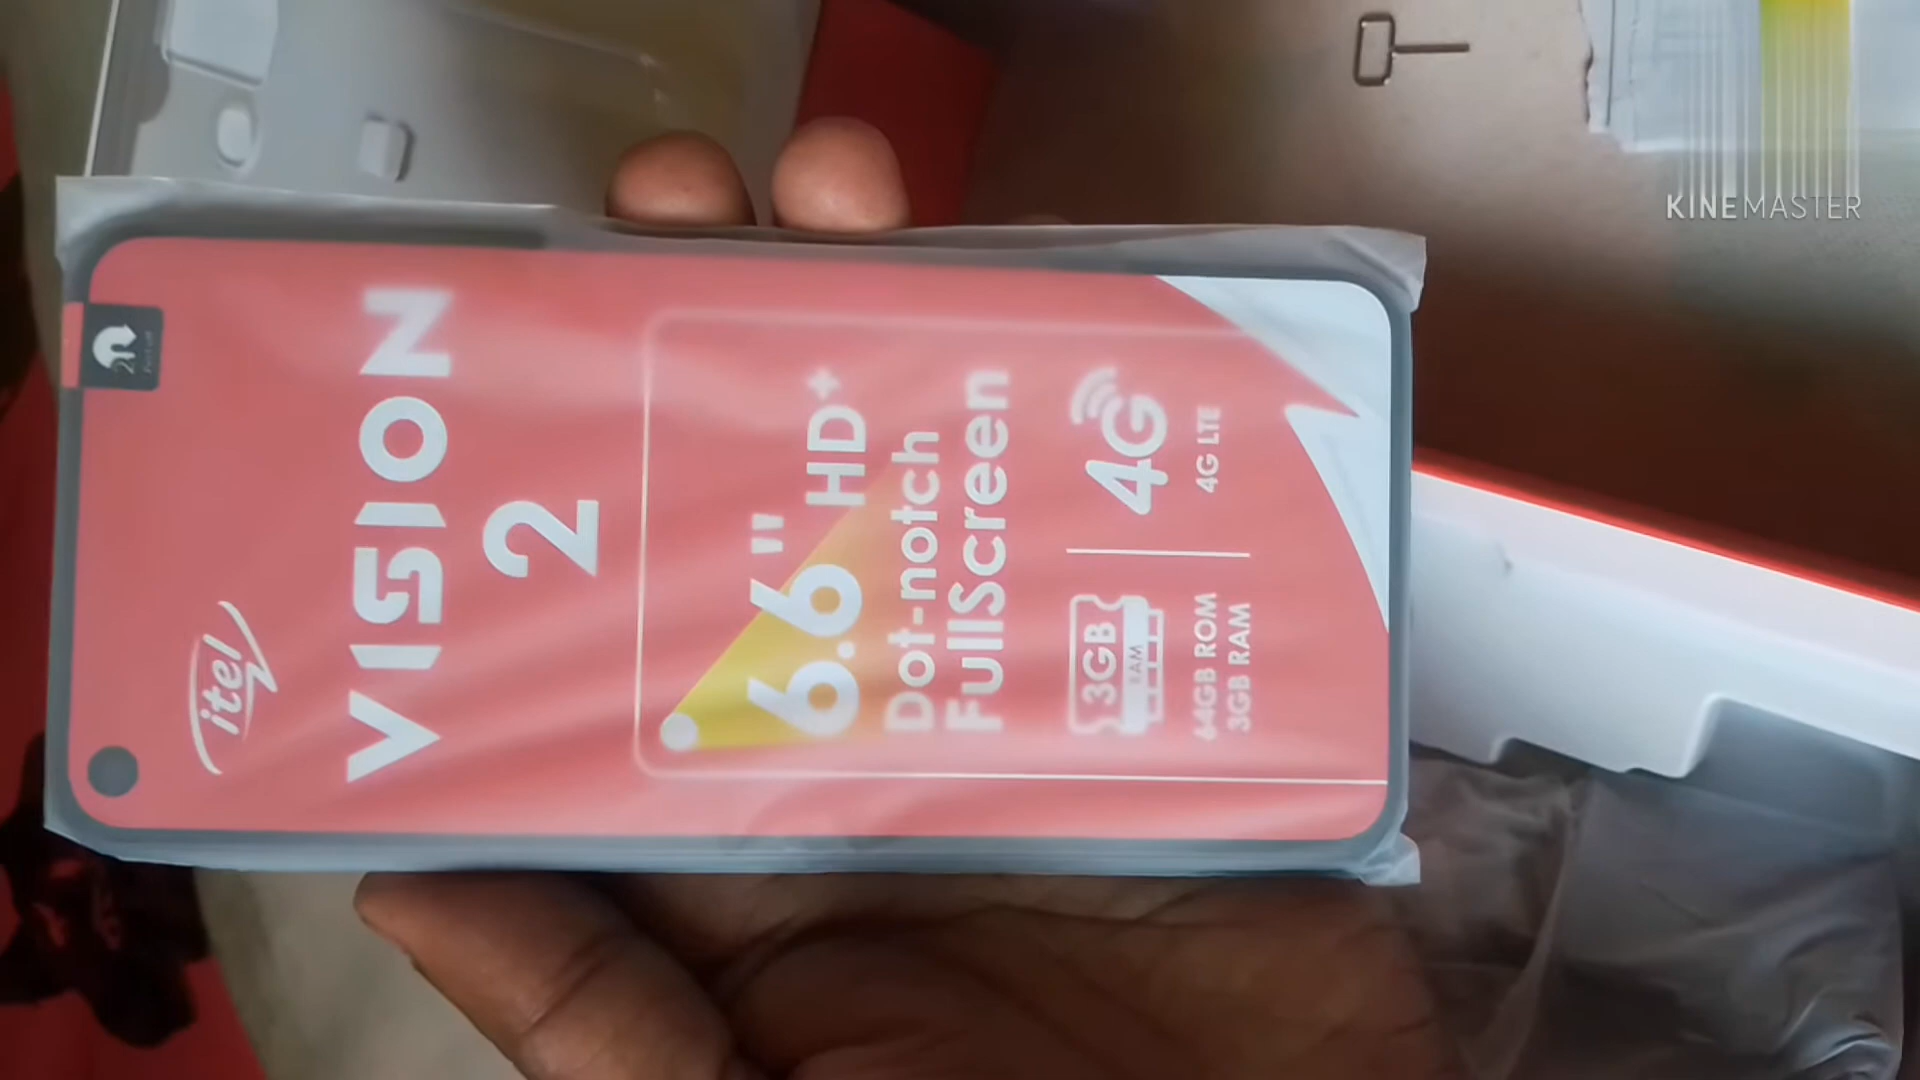 itel
VISION
2
6.6" HD+
Dot-notch
FullScreen
3GB
RAM
64GB ROM
3GB RAM
4G
4G LTE
KINEMASTER